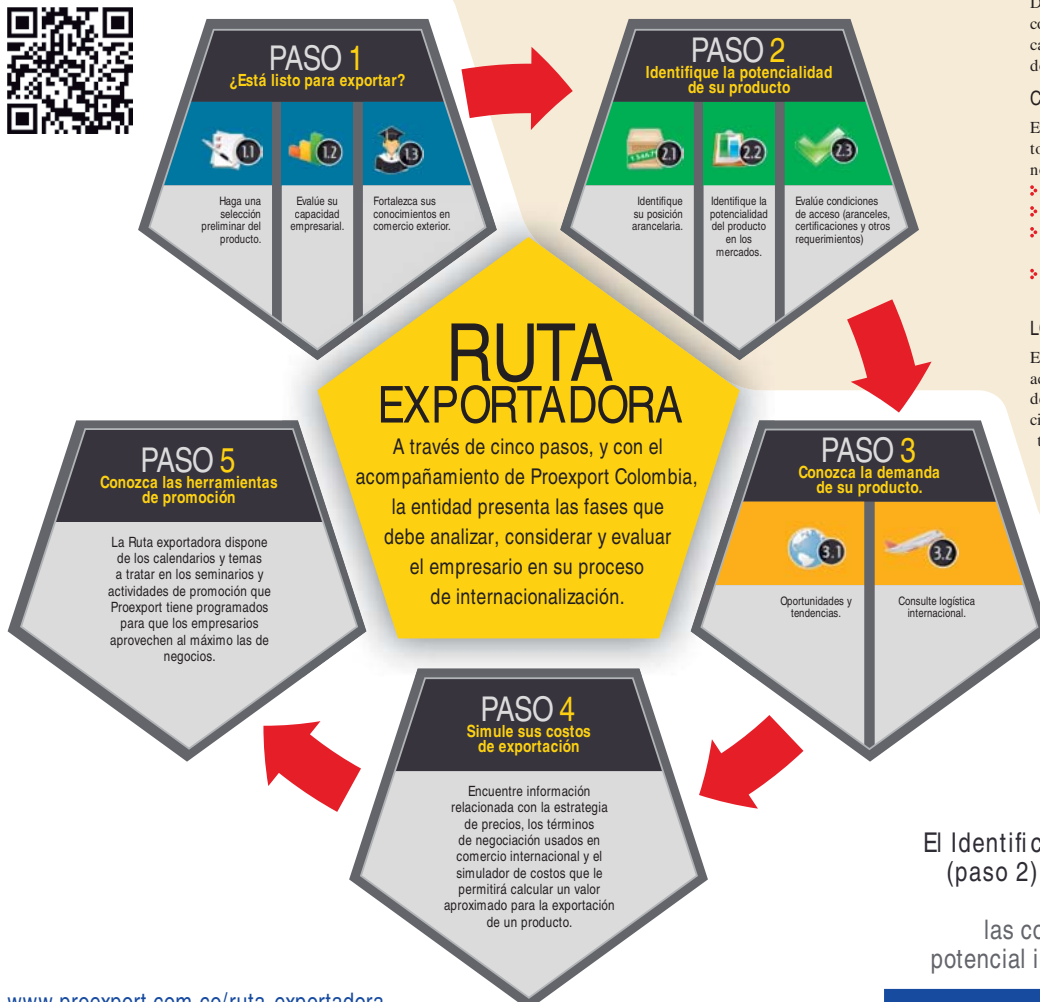 PASO 1
¿Está listo para exportar?
1.1
1.2
1.3
Haga una
selección
preliminar del
producto.
Evalúe su
capacidad
empresarial.
Fortalezca sus
conocimientos en
comercio exterior.
PASO 2
Identifique la potencialidad
de su producto
2.1
2.2
2.3
Identifique
su posición
arancelaria.
Identifique la
potencialidad
del producto
en los
mercados.
Evalúe condiciones
de acceso (aranceles,
certificaciones y otros
requerimientos)
RUTA
EXPORTADORA
A través de cinco pasos, y con el
acompañamiento de Proexport Colombia,
la entidad presenta las fases que
debe analizar, considerar y evaluar
el empresario en su proceso
de internacionalización.
PASO 3
Conozca la demanda
de su producto.
3.1
3.2
Oportunidades y
tendencias.
Consulte logística
internacional.
PASO 4
Simule sus costos
de exportación
Encuentre información
relacionada con la estrategia
de precios, los términos
de negociación usados en
comercio internacional y el
simulador de costos que le
permitirá calcular un valor
aproximado para la exportación
de un producto.
PASO 5
Conozca las herramientas
de promoción
La Ruta exportadora dispone
de los calendarios y temas
a tratar en los seminarios y
actividades de promoción que
Proexport tiene programados
para que los empresarios
aprovechen al máximo las de
negocios.
El Identific
(paso 2)
las co
potencial i
www.proexport.com.co/ruta-exportadora